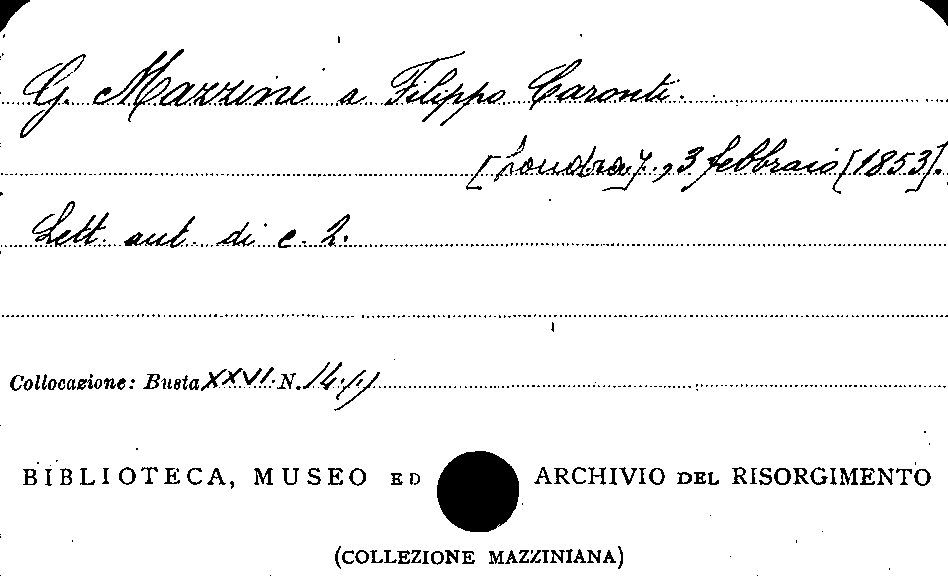 G. Mazzini a Filippo Caronti.
[Londra]., 3 febbraio [1853].
Lett. aut. di c. 2.
Collocazione: Busta XXVI. N. 14.
BIBLIOTECA, MUSEO ED ARCHIVIO DEL RISORGIMENTO
(COLLEZIONE MAZZINIANA)